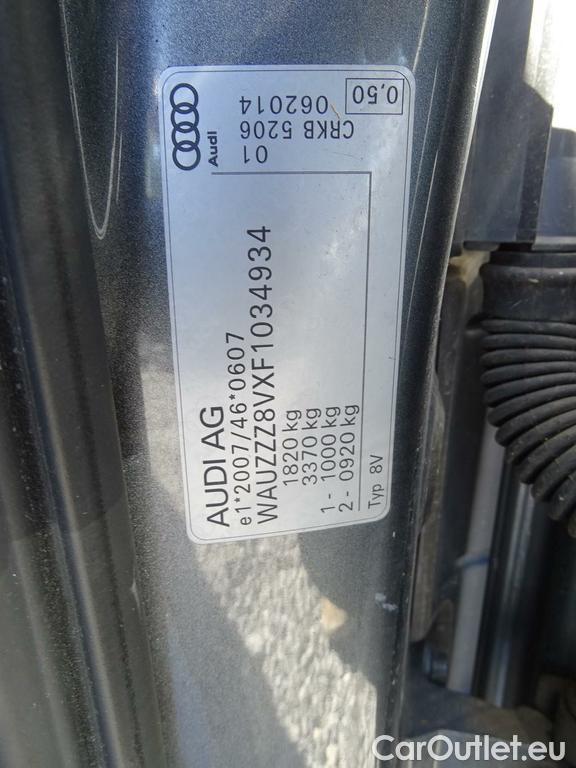 AUDI AG
e1*2007/46*0607
WAUZZZ8VXF1034934
1820 kg
3370 kg
1- 1000 kg
2- 0920 kg
Typ 8V
Audi
01
CRKB 5206
062014
0,50
CarOutlet.eu